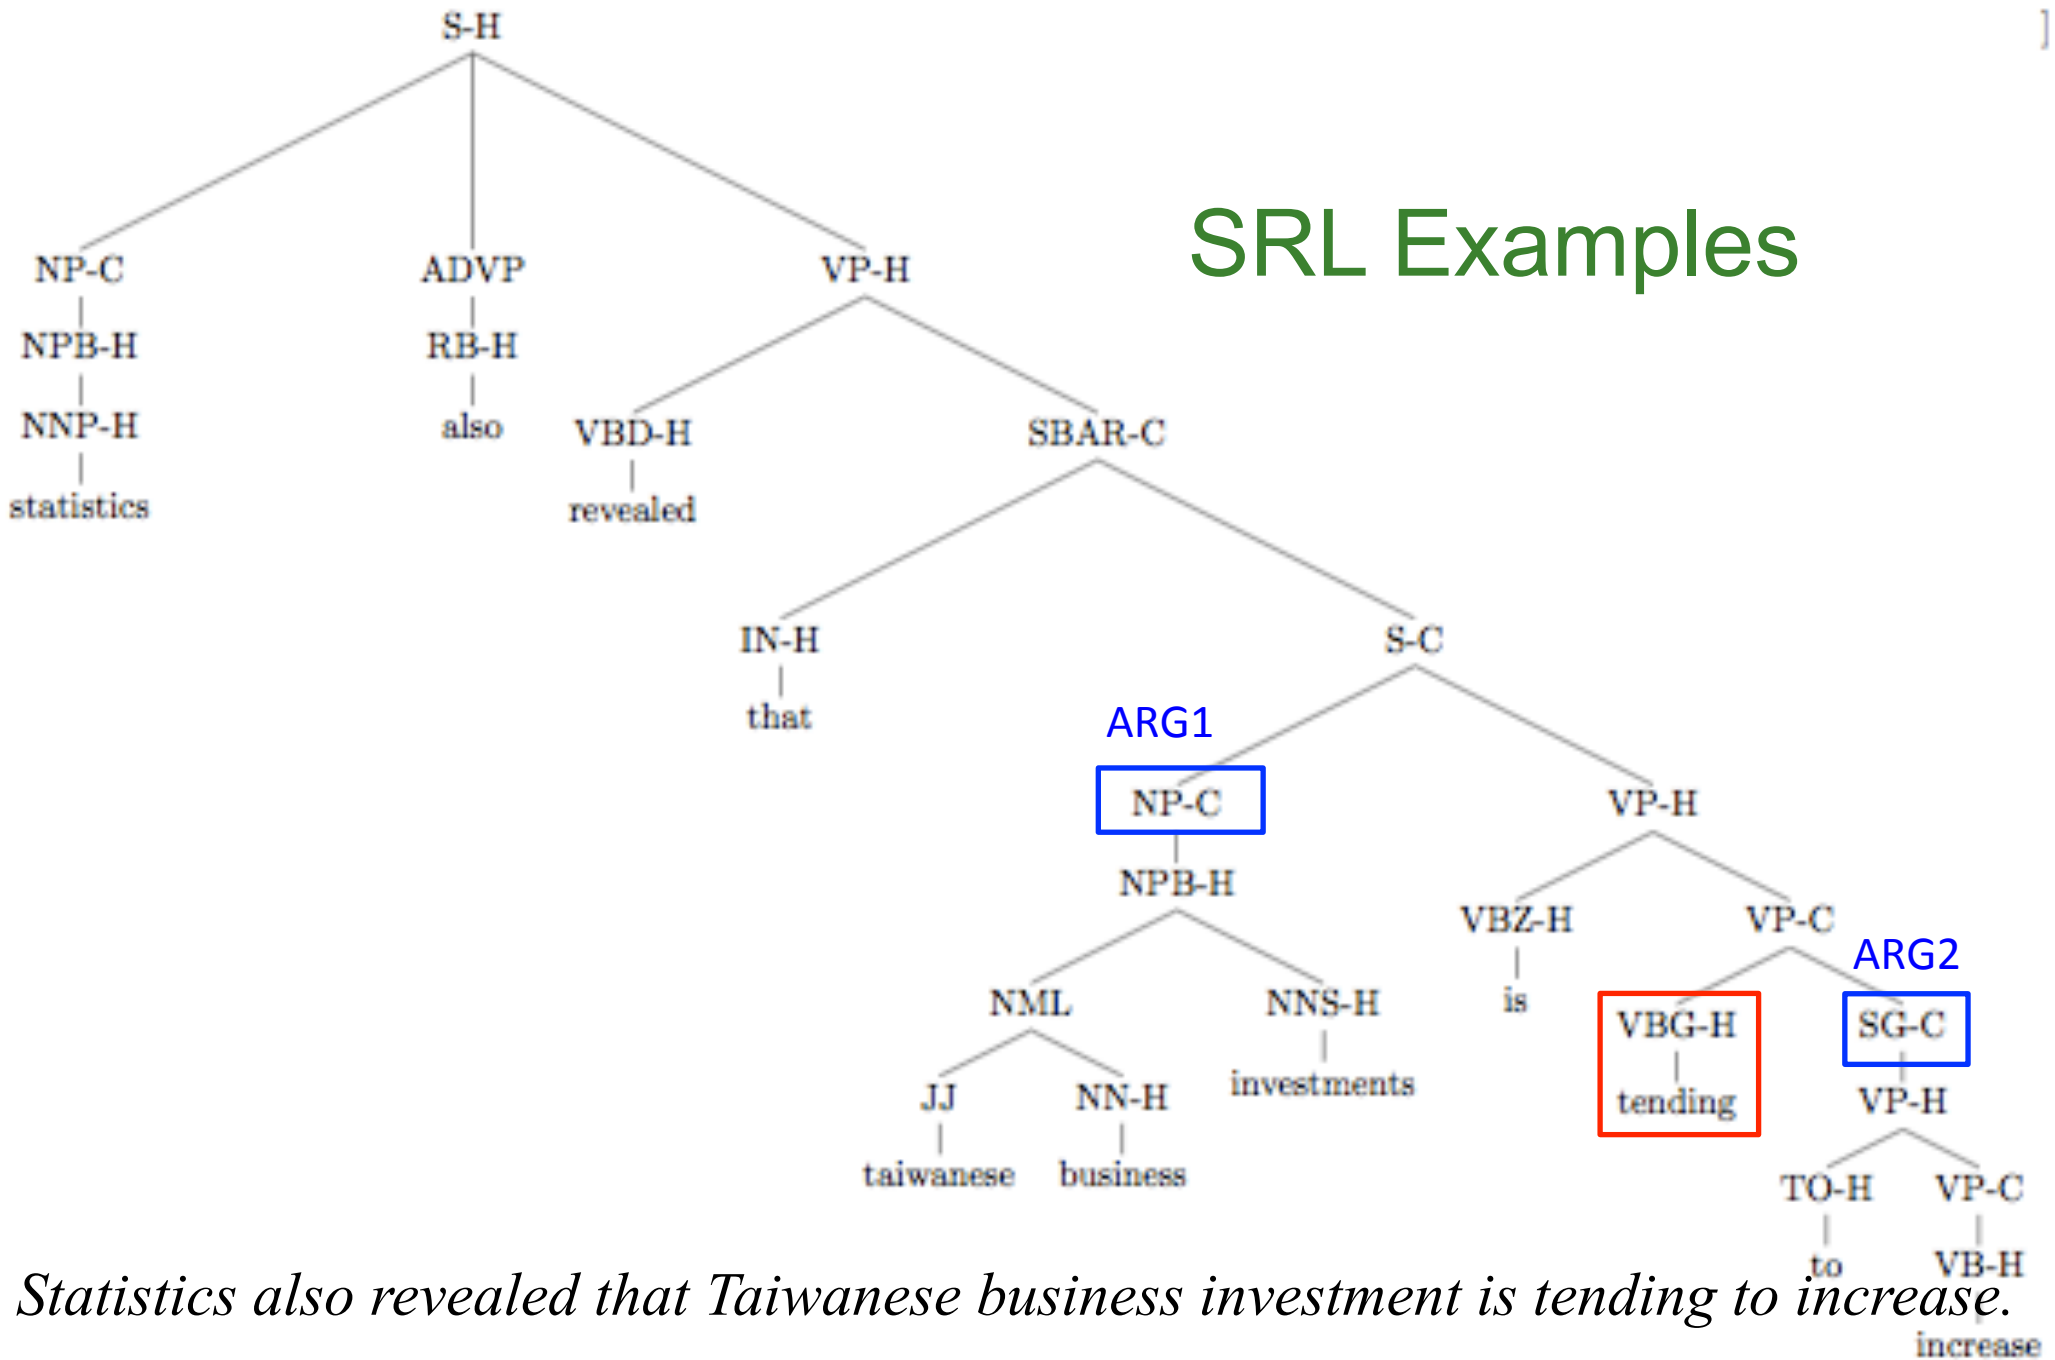 S-H ]
SRL Examples
NP-C ADVP VP-H
NPB-H RB-H
NNP-H also VBD-H SBAR-C
statistics revealed
IN-H S-C
that ARG1
NP-C VP-H
NPB-H
VBZ-H VP-C
ARG2
NML NNS-H is VBG-H SG-C
JJ NN-H investments tending VP-H
taiwanese business TO-H VP-C
to VB-H
Statistics also revealed that Taiwanese business investment is tending to increase.
increase